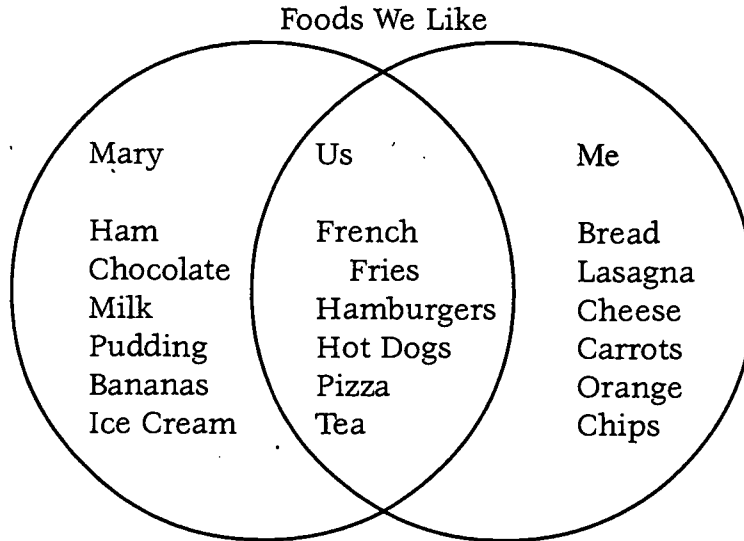 Foods We Like
Mary
Ham
Chocolate
Milk
Pudding
Bananas
Ice Cream
Us
French
Fries
Hamburgers
Hot Dogs
Pizza
Tea
Me
Bread
Lasagna
Cheese
Carrots
Orange
Chips